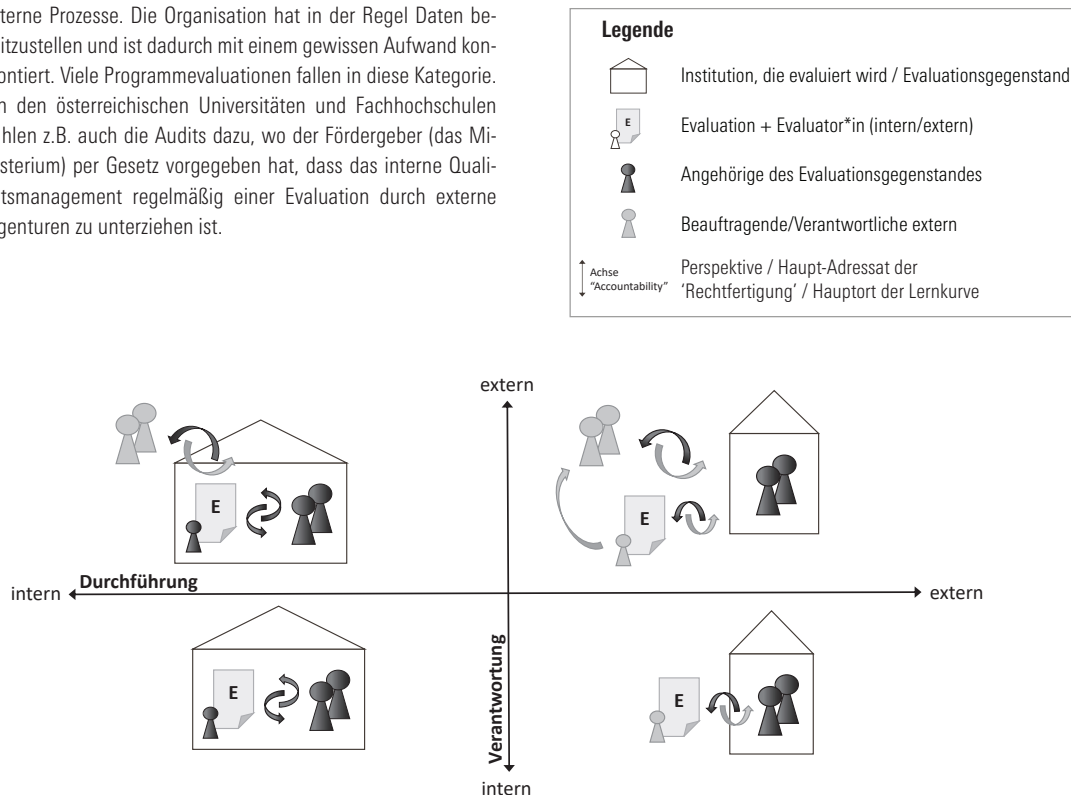 terne Prozesse. Die Organisation hat in der Regel Daten be-
itzustellen und ist dadurch mit einem gewissen Aufwand kon-
ontiert. Viele Programmevaluationen fallen in diese Kategorie.
n den österreichischen Universitäten und Fachhochschulen
hlen z.B. auch die Audits dazu, wo der Fördergeber (das Mi-
sterium) per Gesetz vorgegeben hat, dass das interne Quali-
tsmanagement regelmäßig einer Evaluation durch externe
genturen zu unterziehen ist.
Legende
Institution, die evaluiert wird / Evaluationsgegenstand
E
Evaluation + Evaluator*in (intern/extern)
Angehörige des Evaluationsgegenstandes
Beauftragende/Verantwortliche extern
Achse
"Accountability"
Perspektive / Haupt-Adressat der
'Rechtfertigung' / Hauptort der Lernkurve
extern
E
E
intern
Durchführung
extern
Verantwortung
E
E
intern